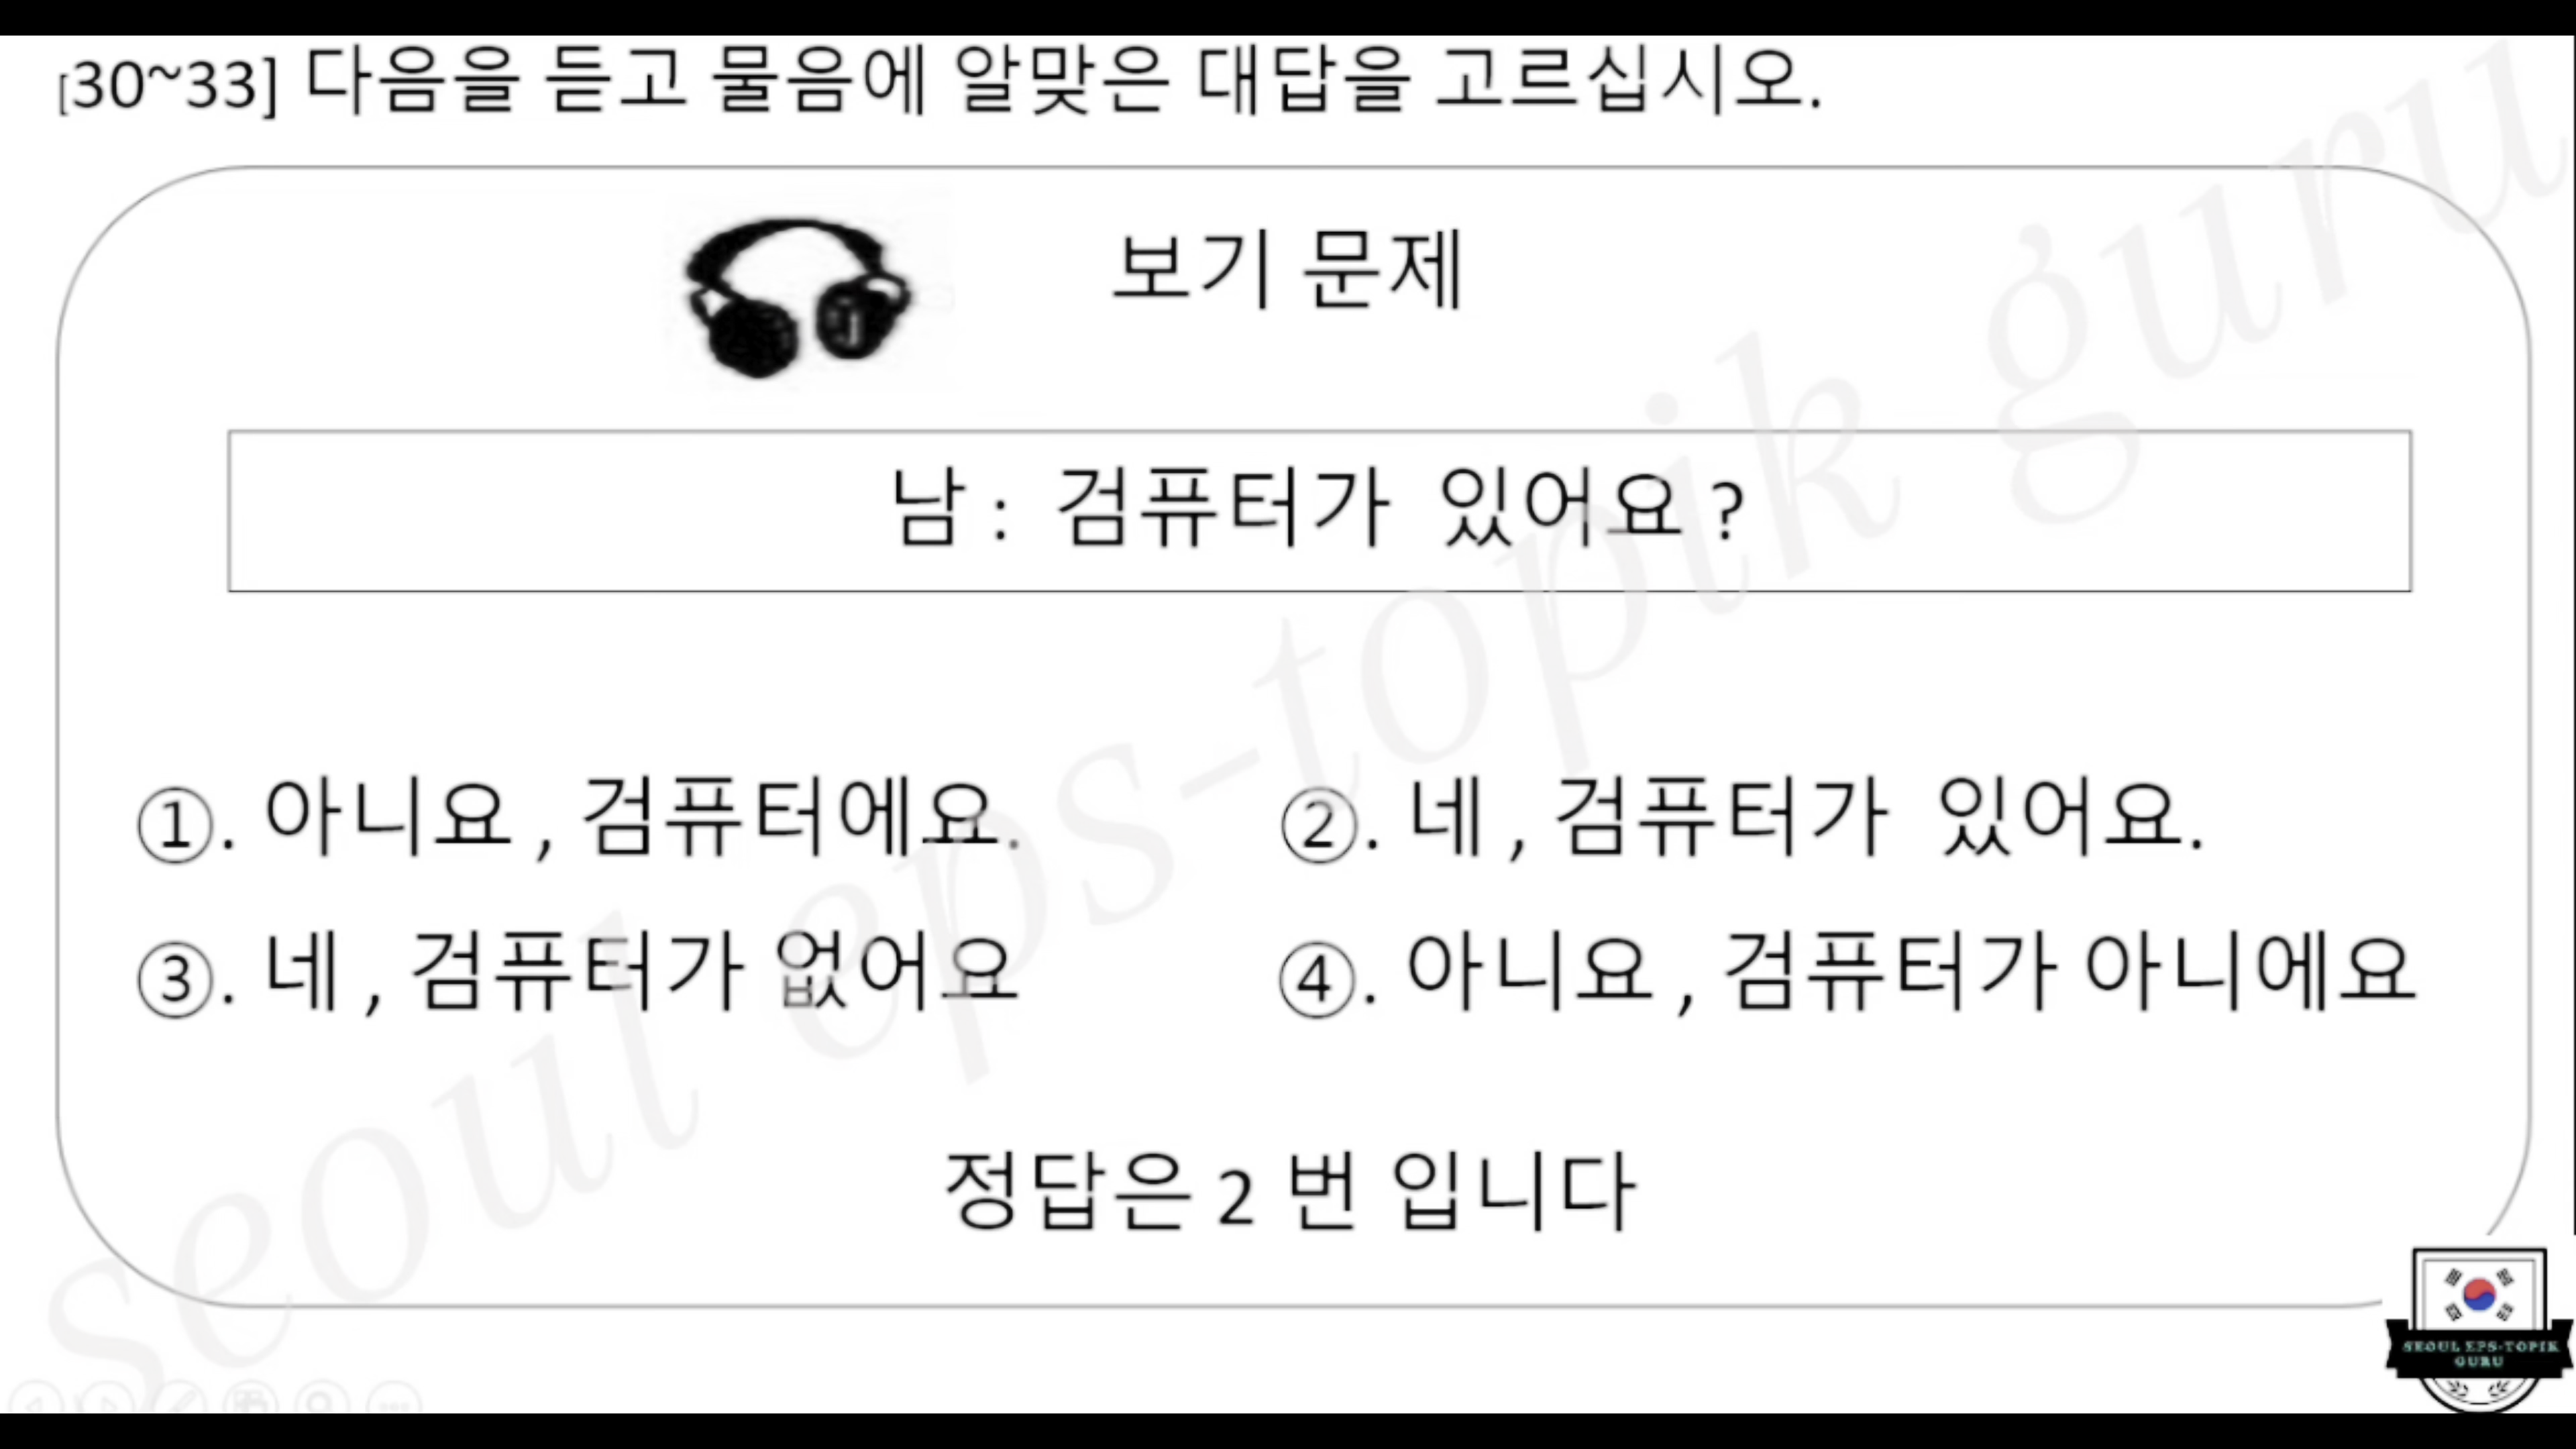 [30~33] 다음을 듣고 물음에 알맞은 대답을 고르십시오.
보기 문제
남 : 검퓨터가 있어요 ?
①. 아니요 , 검퓨터에요.
②. 네 , 검퓨터가 있어요.
③. 네 , 검퓨터가 없어요
④. 아니요 , 검퓨터가 아니에요
정답은 2 번 입니다
seoul eps-topik guru
SEOUL EPS-TOPIK
GURU